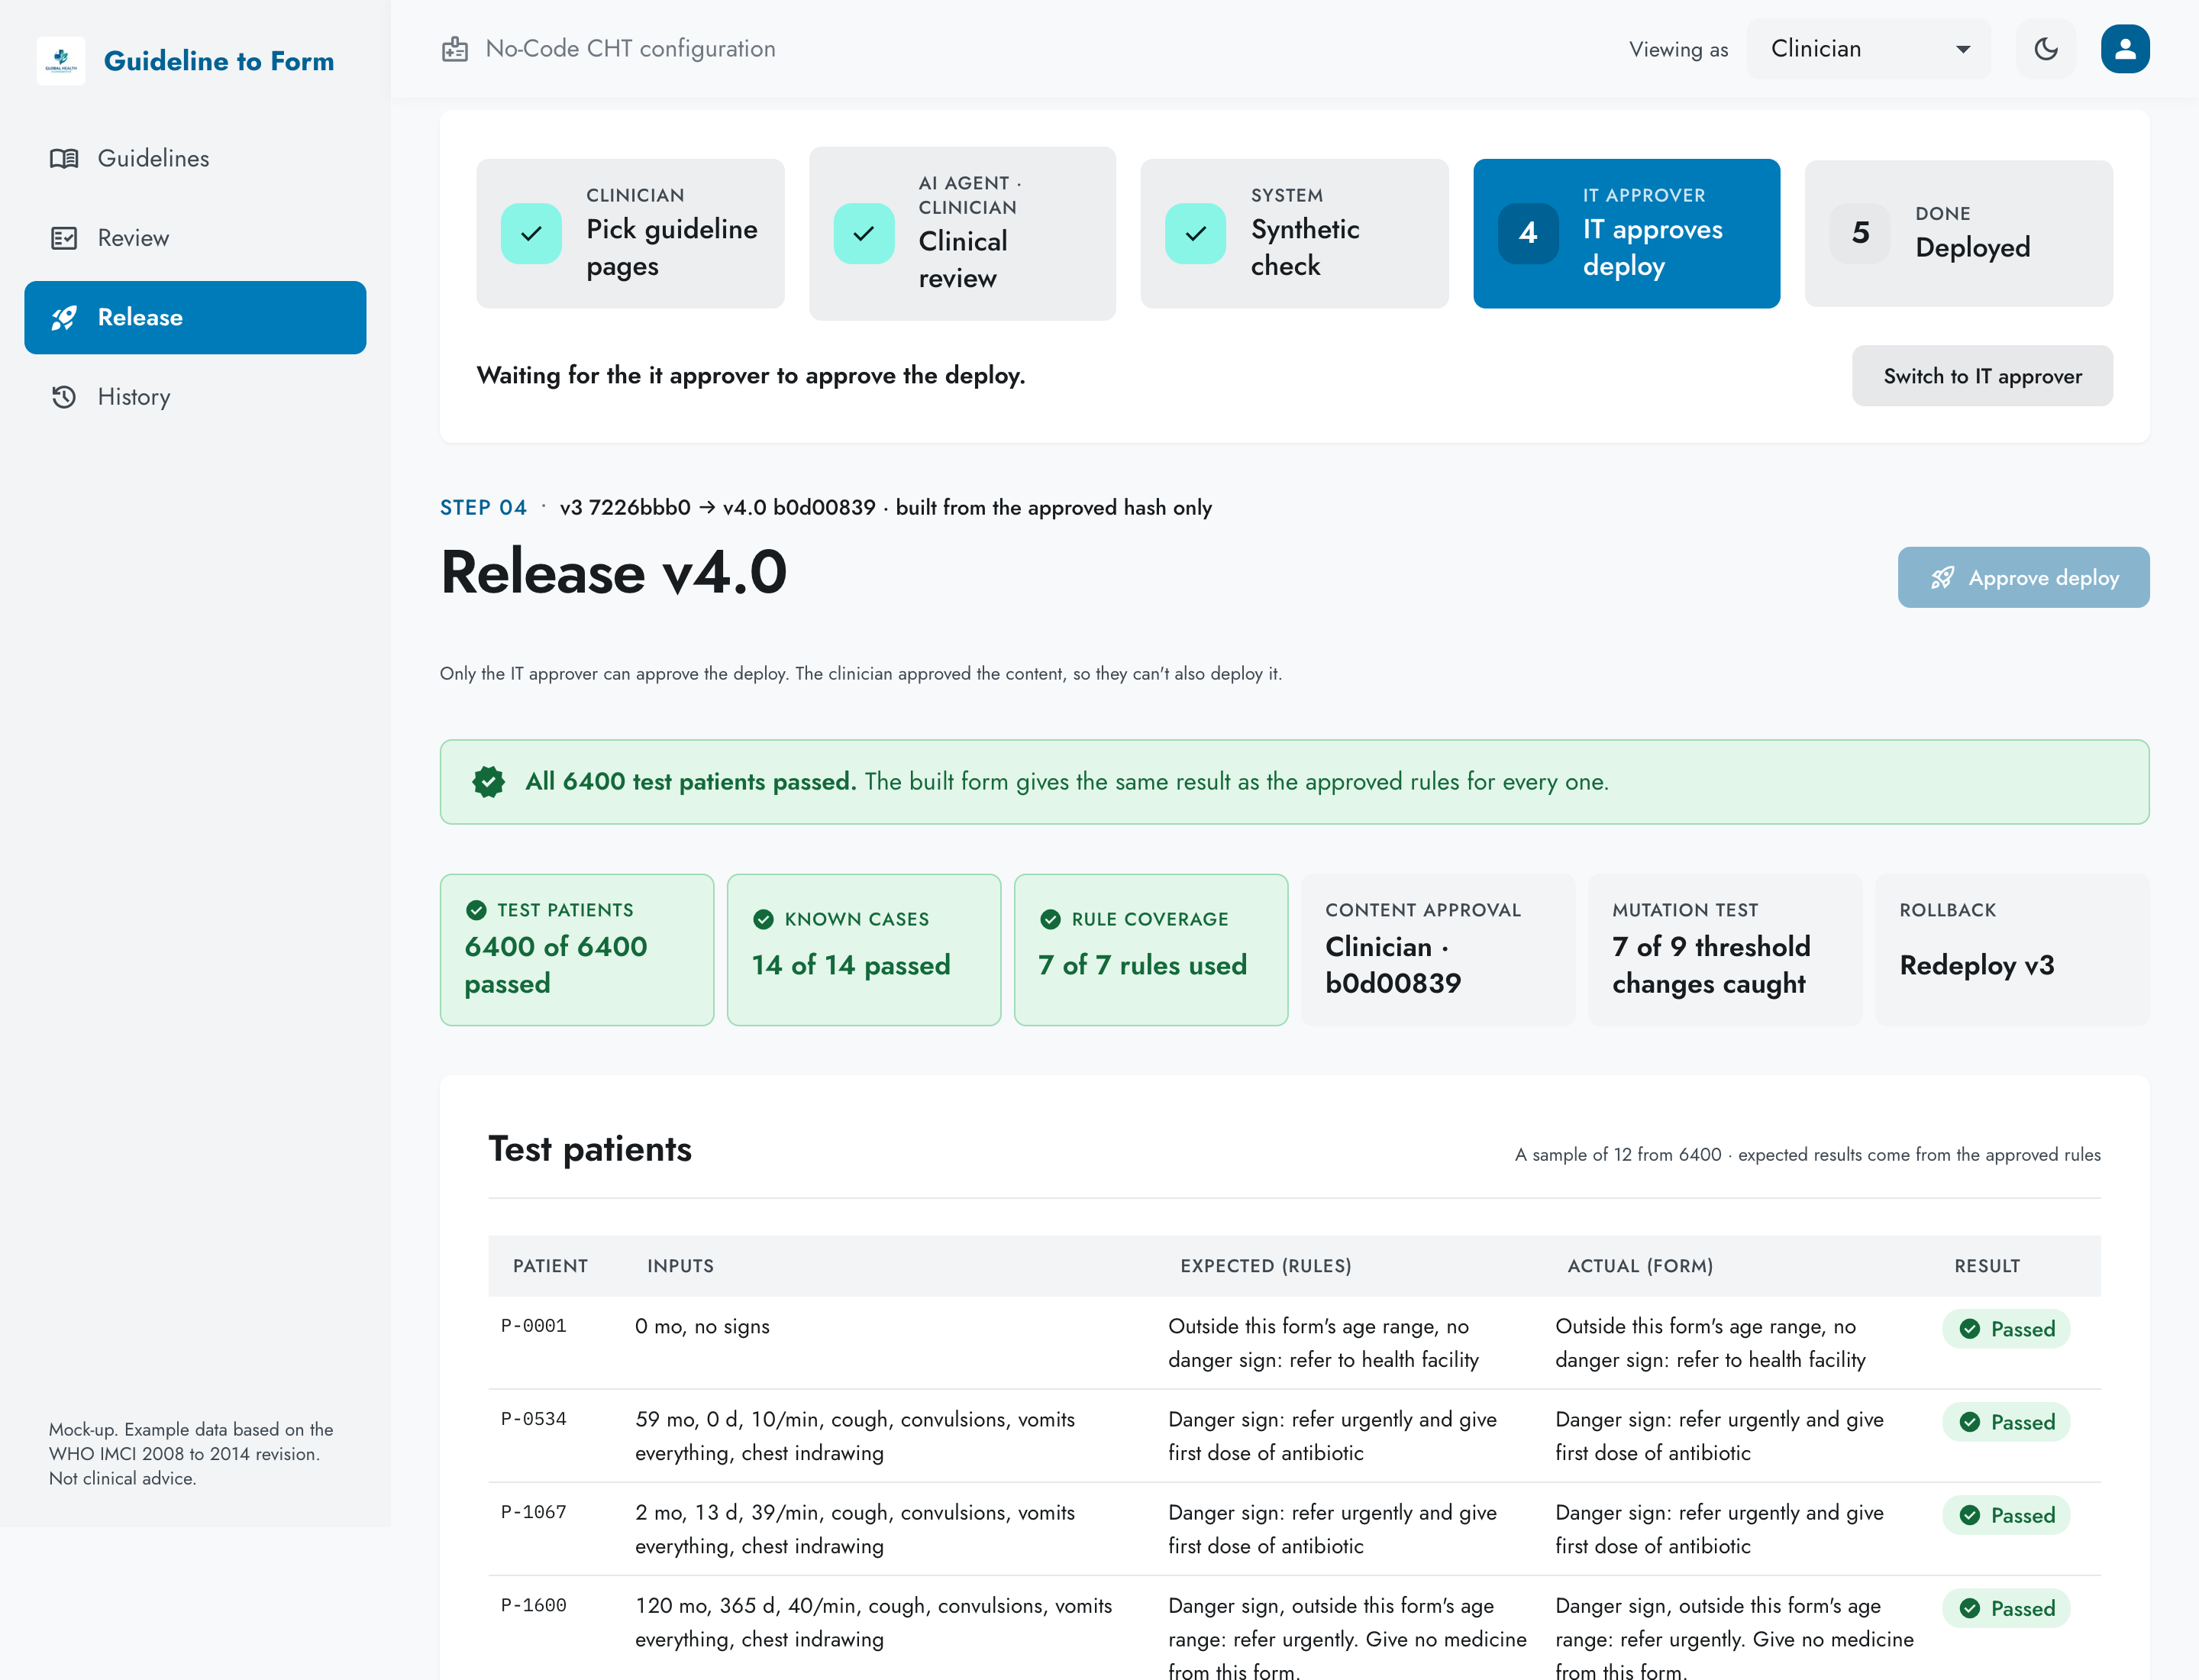 Guideline to Form
Guidelines
Review
Release
History
Mock-up. Example data based on the
WHO IMCI 2008 to 2014 revision.
Not clinical advice.
No-Code CHT configuration
Viewing as
Clinician
CLINICIAN
Pick guideline
pages
AI AGENT ·
CLINICIAN
Clinical
review
SYSTEM
Synthetic
check
4
IT APPROVER
IT approves
deploy
5
DONE
Deployed
Waiting for the it approver to approve the deploy.
Switch to IT approver
STEP 04 · v3 7226bbb0 → v4.0 b0d00839 · built from the approved hash only
Release v4.0
Approve deploy
Only the IT approver can approve the deploy. The clinician approved the content, so they can't also deploy it.
All 6400 test patients passed. The built form gives the same result as the approved rules for every one.
TEST PATIENTS
6400 of 6400
passed
KNOWN CASES
14 of 14 passed
RULE COVERAGE
7 of 7 rules used
CONTENT APPROVAL
Clinician ·
b0d00839
MUTATION TEST
7 of 9 threshold
changes caught
ROLLBACK
Redeploy v3
Test patients
A sample of 12 from 6400 · expected results come from the approved rules
PATIENT INPUTS EXPECTED (RULES) ACTUAL (FORM) RESULT
P-0001
0 mo, no signs
Outside this form's age range, no
danger sign: refer to health facility
Outside this form's age range, no
danger sign: refer to health facility
Passed
P-0534
59 mo, 0 d, 10/min, cough, convulsions, vomits
everything, chest indrawing
Danger sign: refer urgently and give
first dose of antibiotic
Danger sign: refer urgently and give
first dose of antibiotic
Passed
P-1067
2 mo, 13 d, 39/min, cough, convulsions, vomits
everything, chest indrawing
Danger sign: refer urgently and give
first dose of antibiotic
Danger sign: refer urgently and give
first dose of antibiotic
Passed
P-1600
120 mo, 365 d, 40/min, cough, convulsions, vomits
everything, chest indrawing
Danger sign, outside this form's age
range: refer urgently. Give no medicine
from this form.
Danger sign, outside this form's age
range: refer urgently. Give no medicine
from this form.
Passed